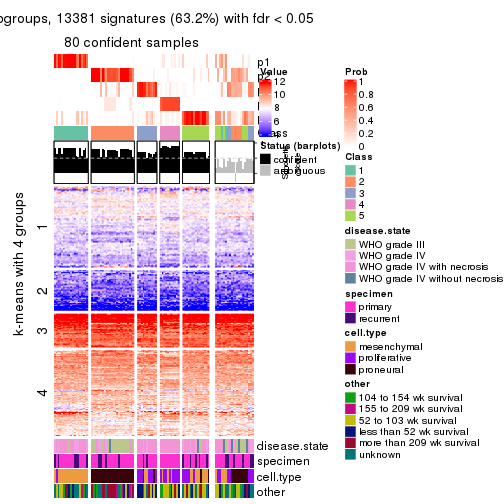 ogroups, 13381 signatures (63.2%) with fdr < 0.05
80 confident samples
p1
p2
Value
12
10
8
6
Class
Status (barplots)
confident
ambiguous
Prob
1
0.8
0.6
0.4
0.2
0
Class
1
2
3
4
5
disease.state
WHO grade III
WHO grade IV
WHO grade IV with necrosis
WHO grade IV without necrosis
specimen
primary
recurrent
cell.type
mesenchymal
proliferative
proneural
other
104 to 154 wk survival
155 to 209 wk survival
52 to 103 wk survival
less than 52 wk survival
more than 209 wk survival
unknown
k-means with 4 groups
1
2
3
4
disease.state
specimen
cell.type
other